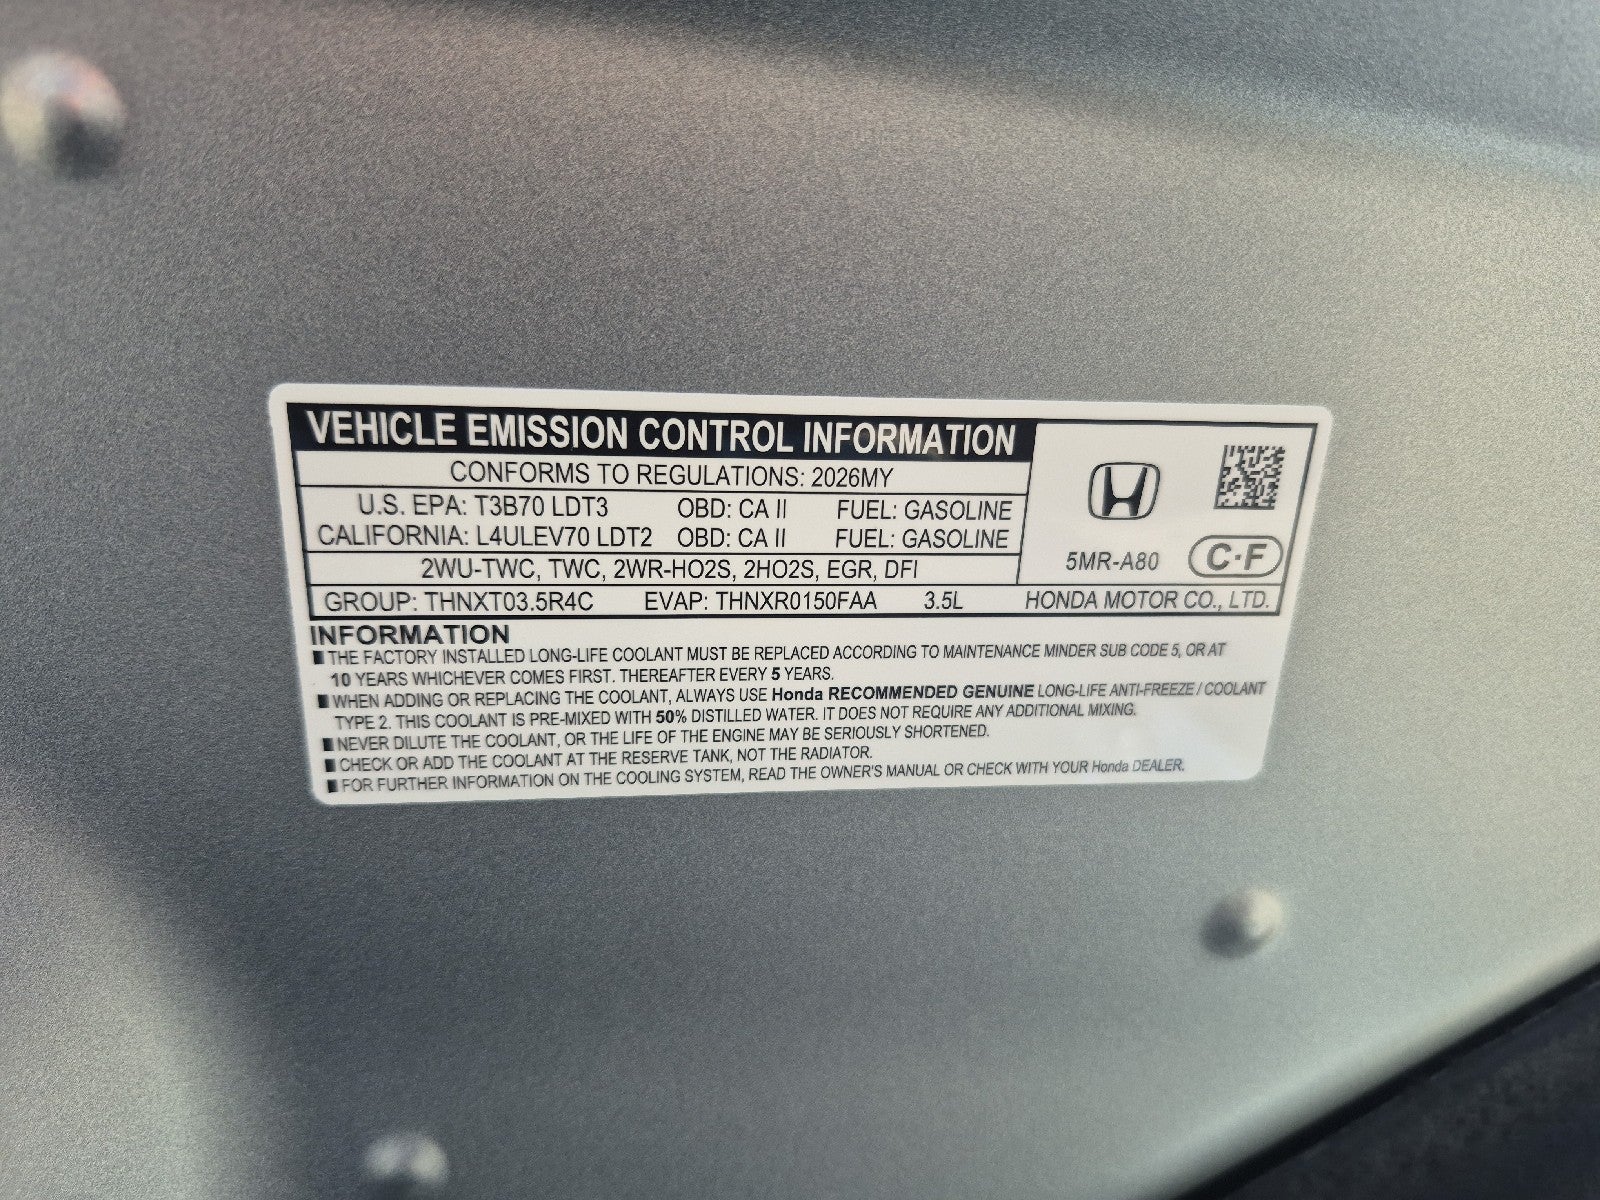 VEHICLE EMISSION CONTROL INFORMATION
CONFORMS TO REGULATIONS: 2026MY
U.S. EPA: T3B70 LDT3 OBD: CA II FUEL: GASOLINE
CALIFORNIA: L4ULEV70 LDT2 OBD: CA II FUEL: GASOLINE
2WU-TWC, TWC, 2WR-HO2S, 2HO2S, EGR, DFI
5MR-A80 C·F
GROUP: THNXT03.5R4C EVAP: THNXR0150FAA 3.5L HONDA MOTOR CO., LTD.
INFORMATION
■ THE FACTORY INSTALLED LONG-LIFE COOLANT MUST BE REPLACED ACCORDING TO MAINTENANCE MINDER SUB CODE 5, OR AT
10 YEARS WHICHEVER COMES FIRST. THEREAFTER EVERY 5 YEARS.
■ WHEN ADDING OR REPLACING THE COOLANT, ALWAYS USE Honda RECOMMENDED GENUINE LONG-LIFE ANTI-FREEZE / COOLANT
TYPE 2. THIS COOLANT IS PRE-MIXED WITH 50% DISTILLED WATER. IT DOES NOT REQUIRE ANY ADDITIONAL MIXING.
■ NEVER DILUTE THE COOLANT, OR THE LIFE OF THE ENGINE MAY BE SERIOUSLY SHORTENED.
■ CHECK OR ADD THE COOLANT AT THE RESERVE TANK, NOT THE RADIATOR.
■ FOR FURTHER INFORMATION ON THE COOLING SYSTEM, READ THE OWNER'S MANUAL OR CHECK WITH YOUR Honda DEALER.